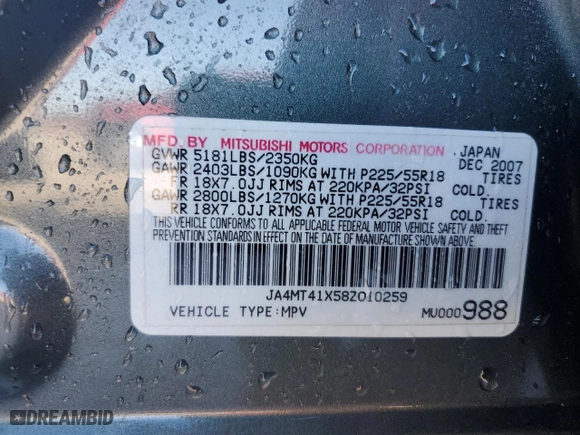 MFD. BY MITSUBISHI MOTORS CORPORATION JAPAN
GVWR 5181LBS/2350KG DEC 2007
GAWR 2403LBS/1090KG WITH P225/55R18 TIRES
FR 18X7.0JJ RIMS AT 220KPA/32PSI COLD.
GAWR 2800LBS/1270KG WITH P225/55R18 TIRES
RR 18X7.0JJ RIMS AT 220KPA/32PSI COLD.
THIS VEHICLE CONFORMS TO ALL APPLICABLE FEDERAL MOTOR VEHICLE SAFETY AND THEFT
PREVENTION STANDARDS IN EFFECT ON THE DATE OF MANUFACTURE SHOWN ABOVE.
JA4MT41X58Z010259
VEHICLE TYPE:MPV MU000988
DREAMBID